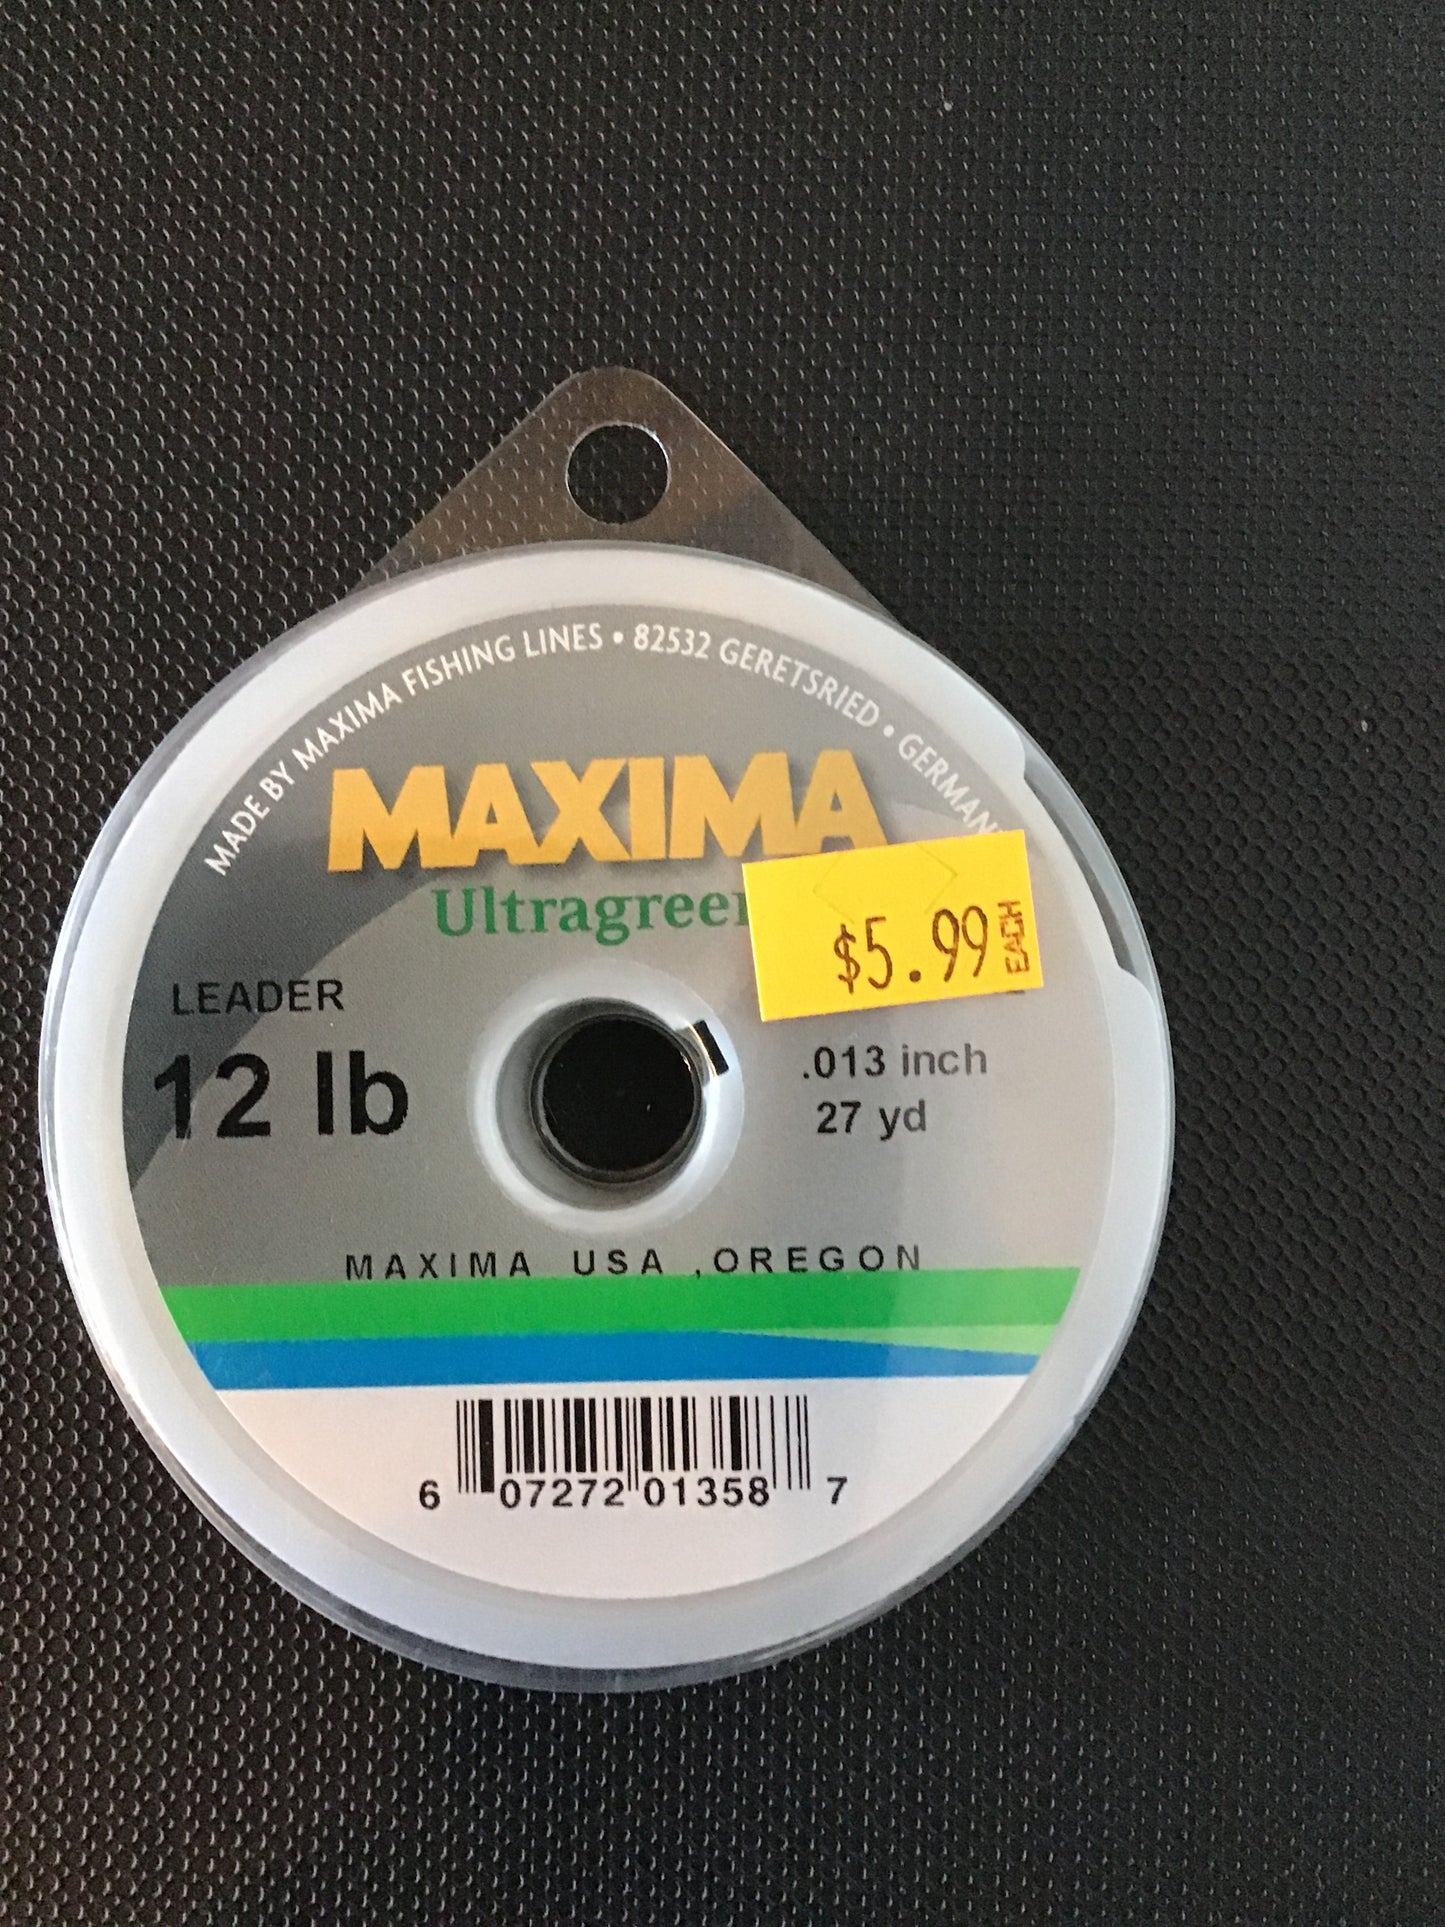 MADE BY MAXIMA FISHING LINES • 82532 GERETSRIED • GERMAN
MAXIMA
Ultragreen
$5.99 EACH
LEADER
12 lb
.013 inch
27 yd
MAXIMA USA ,OREGON
6 07272 01358 7